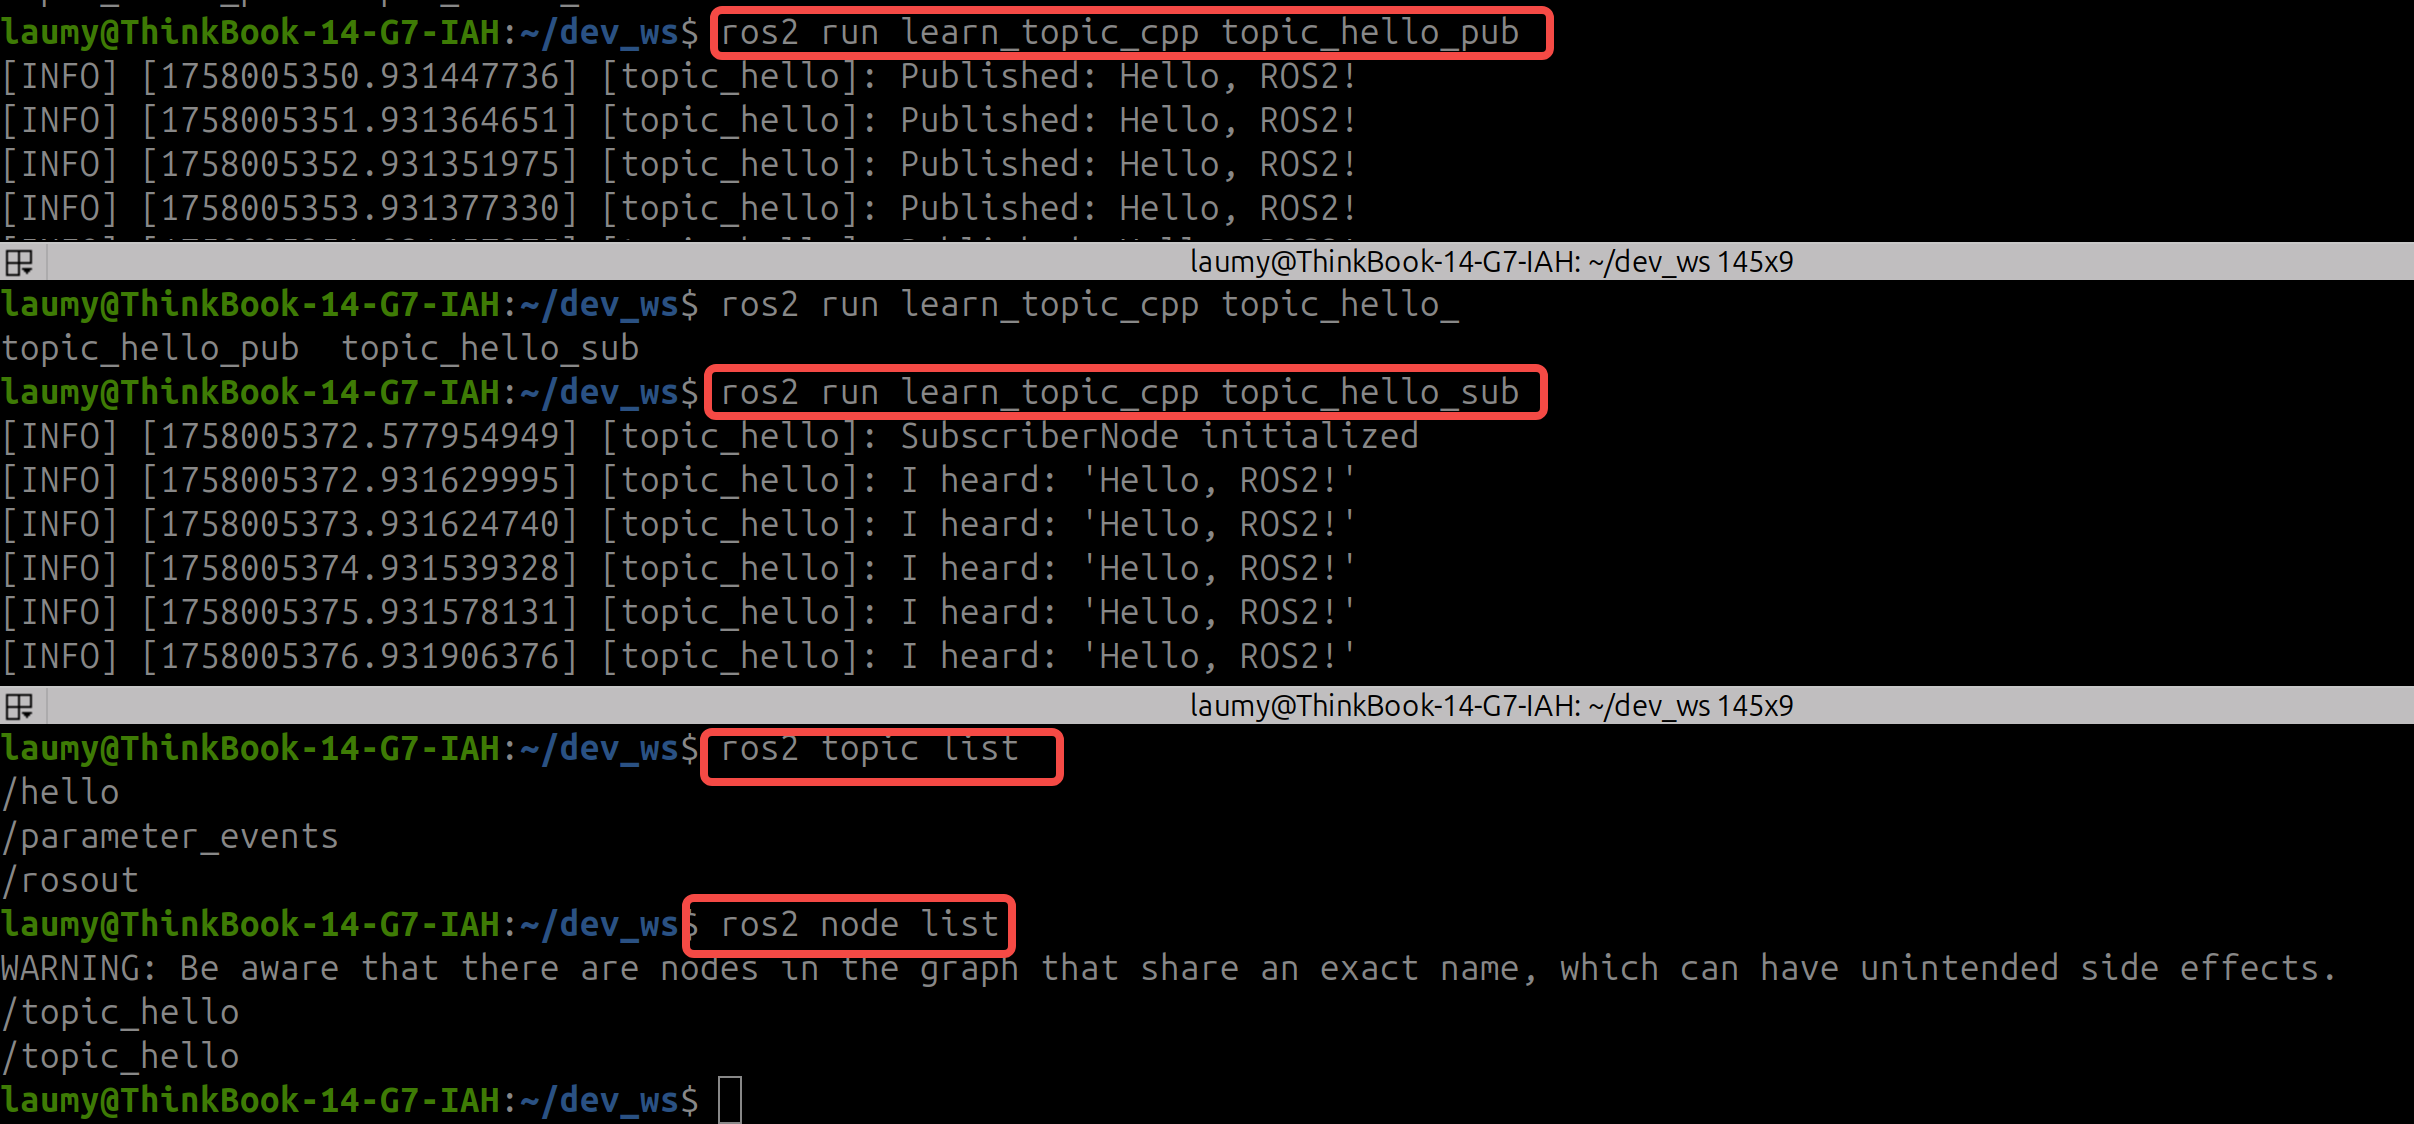 laumy@ThinkBook-14-G7-IAH:~/dev_ws$ ros2 run learn_topic_cpp topic_hello_pub
[INFO] [1758005350.931447736] [topic_hello]: Published: Hello, ROS2!
[INFO] [1758005351.931364651] [topic_hello]: Published: Hello, ROS2!
[INFO] [1758005352.931351975] [topic_hello]: Published: Hello, ROS2!
[INFO] [1758005353.931377330] [topic_hello]: Published: Hello, ROS2!
laumy@ThinkBook-14-G7-IAH: ~/dev_ws 145x9
laumy@ThinkBook-14-G7-IAH:~/dev_ws$ ros2 run learn_topic_cpp topic_hello_
topic_hello_pub  topic_hello_sub
laumy@ThinkBook-14-G7-IAH:~/dev_ws$ ros2 run learn_topic_cpp topic_hello_sub
[INFO] [1758005372.577954949] [topic_hello]: SubscriberNode initialized
[INFO] [1758005372.931629995] [topic_hello]: I heard: 'Hello, ROS2!'
[INFO] [1758005373.931624740] [topic_hello]: I heard: 'Hello, ROS2!'
[INFO] [1758005374.931539328] [topic_hello]: I heard: 'Hello, ROS2!'
[INFO] [1758005375.931578131] [topic_hello]: I heard: 'Hello, ROS2!'
[INFO] [1758005376.931906376] [topic_hello]: I heard: 'Hello, ROS2!'
laumy@ThinkBook-14-G7-IAH: ~/dev_ws 145x9
laumy@ThinkBook-14-G7-IAH:~/dev_ws$ ros2 topic list
/hello
/parameter_events
/rosout
laumy@ThinkBook-14-G7-IAH:~/dev_ws$ ros2 node list
WARNING: Be aware that there are nodes in the graph that share an exact name, which can have unintended side effects.
/topic_hello
/topic_hello
laumy@ThinkBook-14-G7-IAH:~/dev_ws$